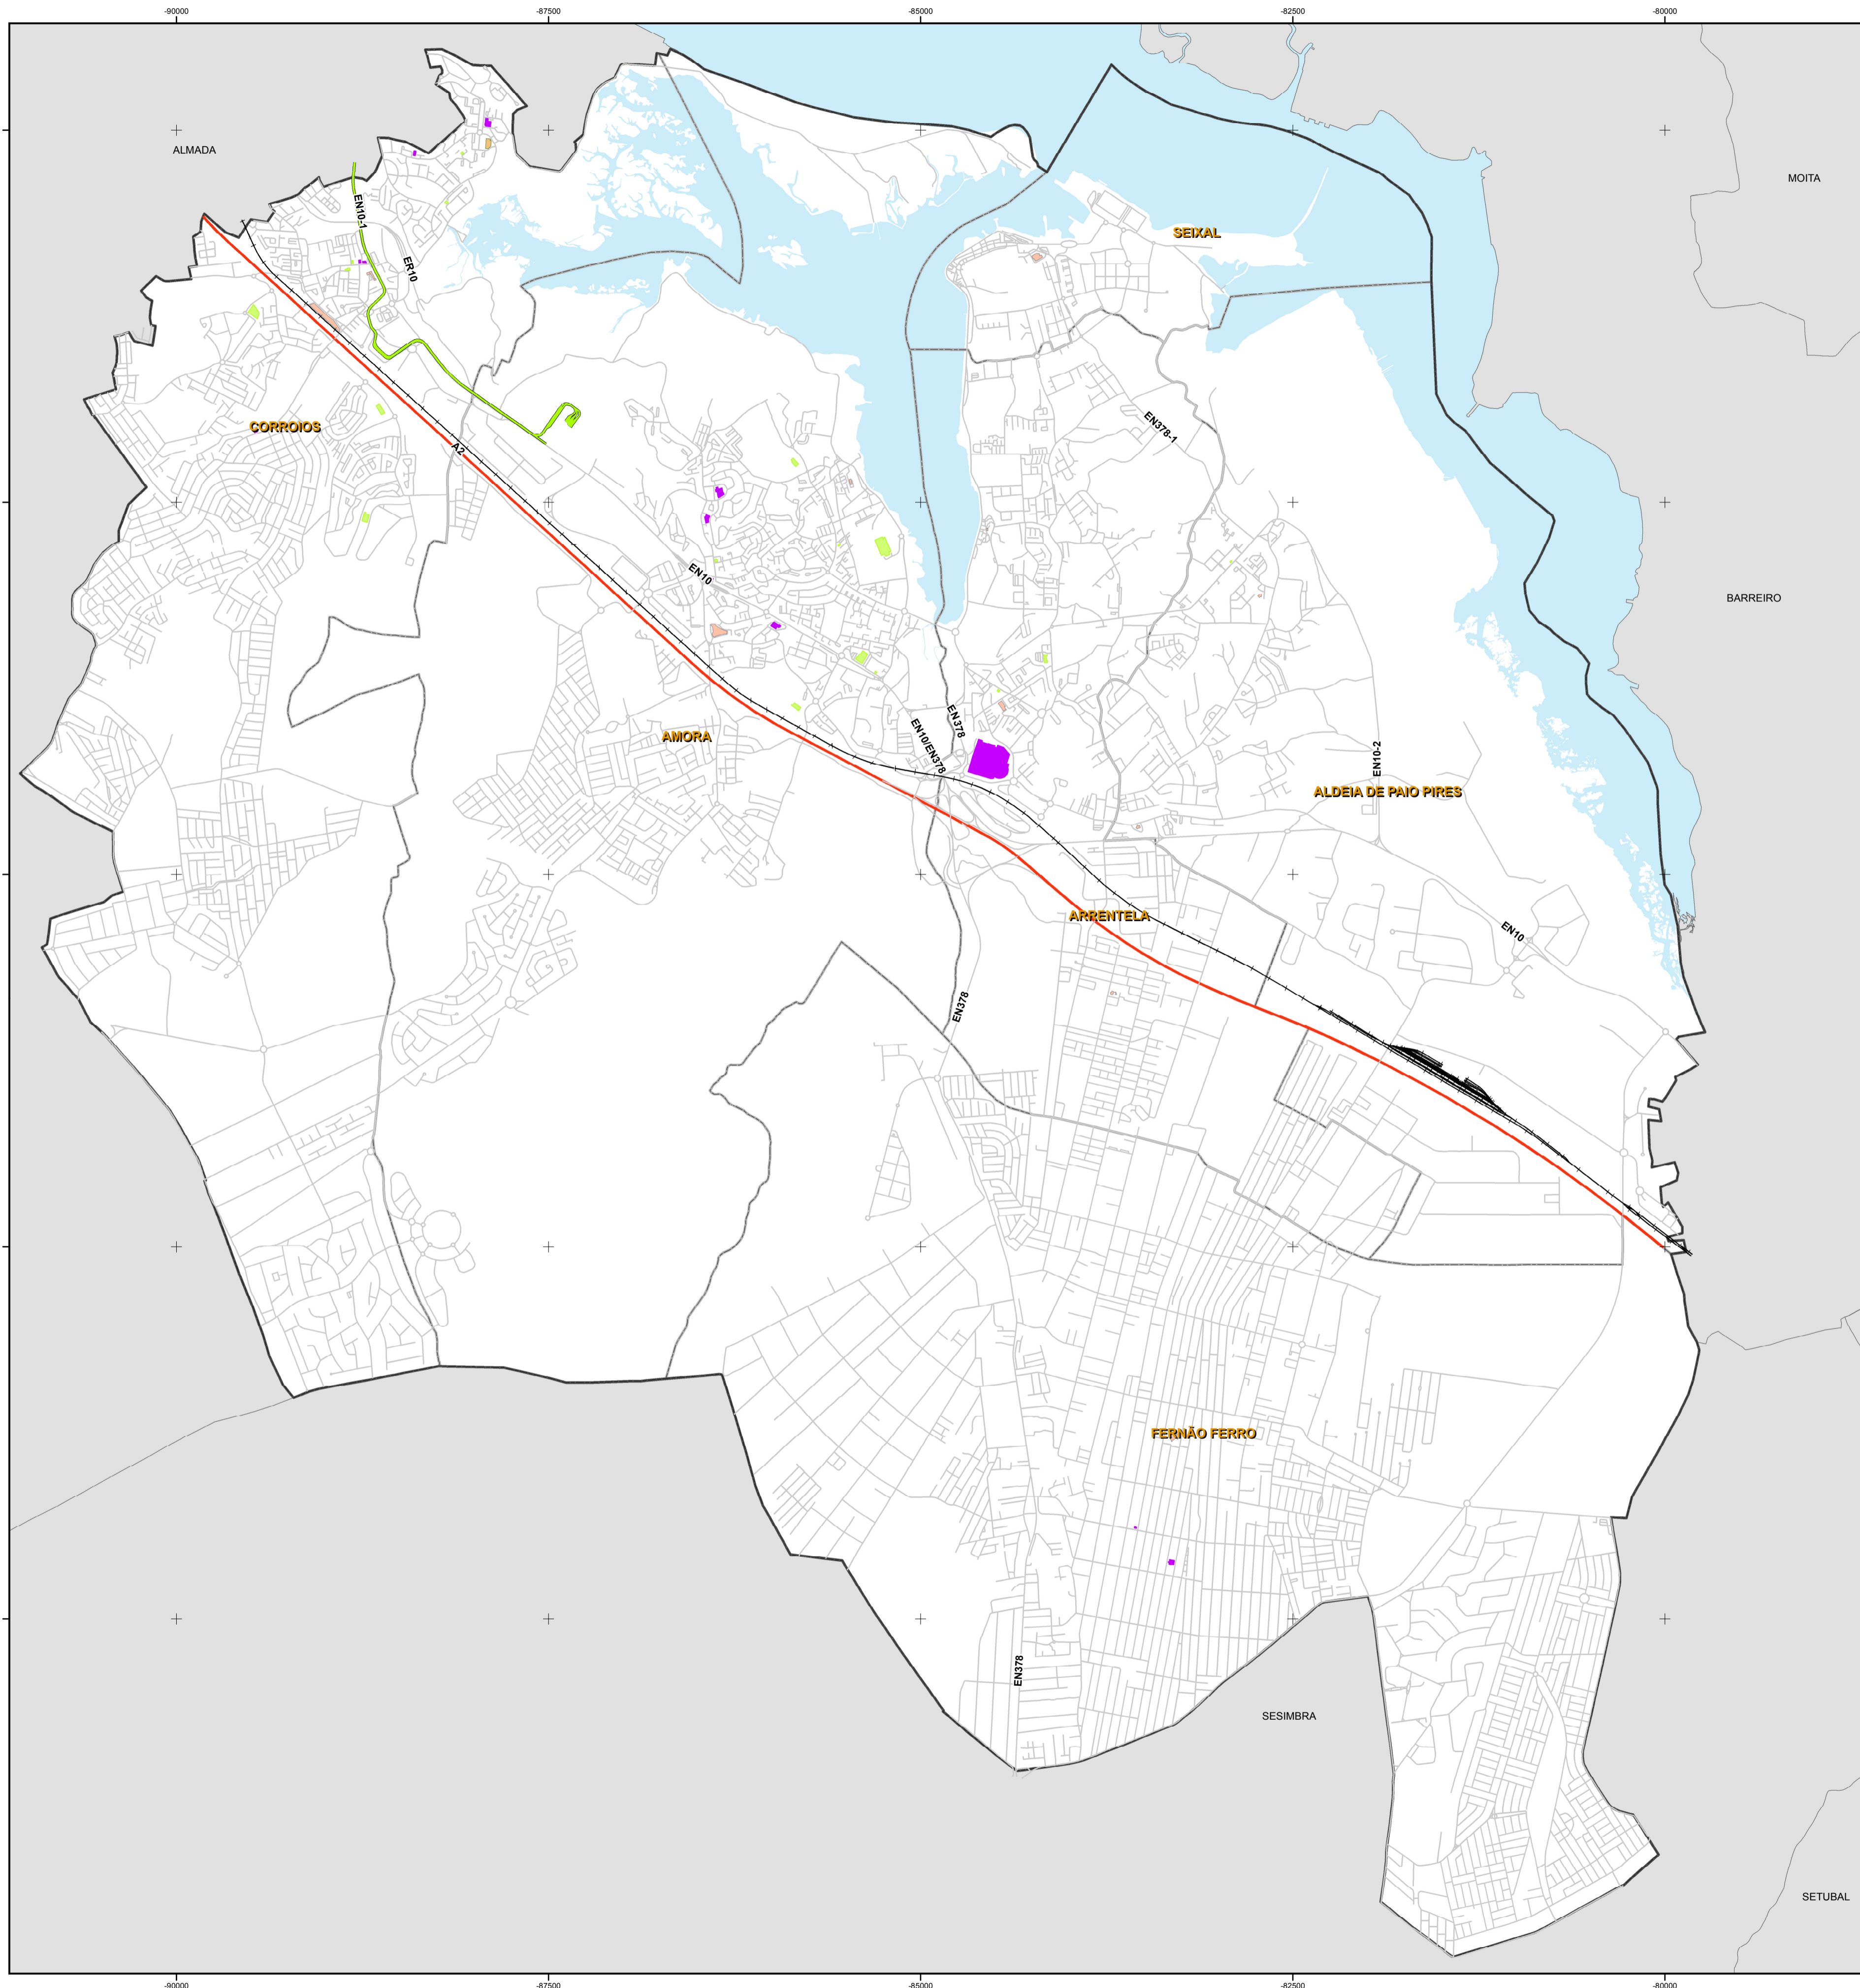 -90000
-87500
-85000
-82500
-80000
ALMADA
MOITA
EN10-1
SEIXAL
ER10
CORROIOS
EN378-1
A2
EN10
BARREIRO
EN378
EN10/EN378
AMORA
EN10-2
ALDEIA DE PAIO PIRES
ARRENTELA
EN10
EN378
FERNÃO FERRO
EN378
SESIMBRA
SETUBAL
-90000
-87500
-85000
-82500
-80000